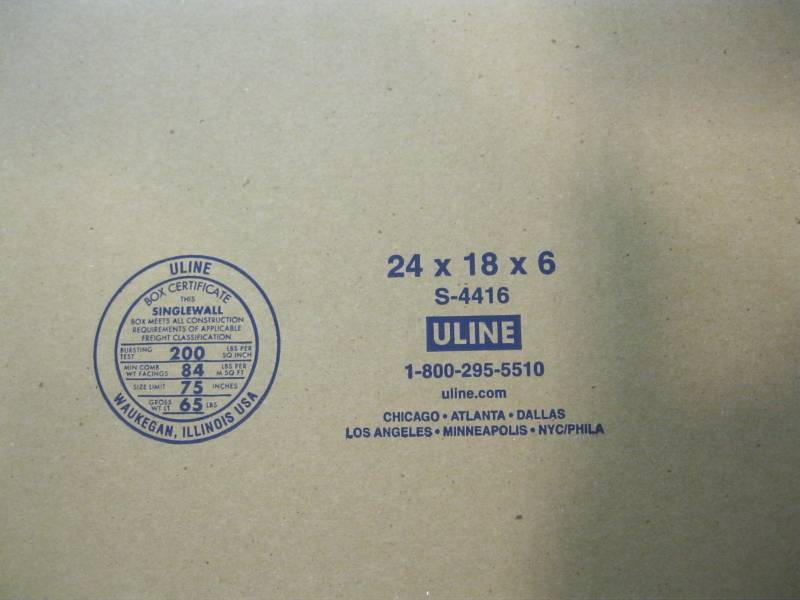 ULINE
BOX CERTIFICATE
THIS
SINGLEWALL
BOX MEETS ALL CONSTRUCTION
REQUIREMENTS OF APPLICABLE
FREIGHT CLASSIFICATION
BURSTING TEST 200 LBS PER SQ INCH
MIN COMB WT FACINGS 84 LBS PER M SQ FT
SIZE LIMIT 75 INCHES
GROSS WT LT 65 LBS
WAUKEGAN, ILLINOIS USA
24 x 18 x 6
S-4416
ULINE
1-800-295-5510
uline.com
CHICAGO • ATLANTA • DALLAS
LOS ANGELES • MINNEAPOLIS • NYC/PHILA